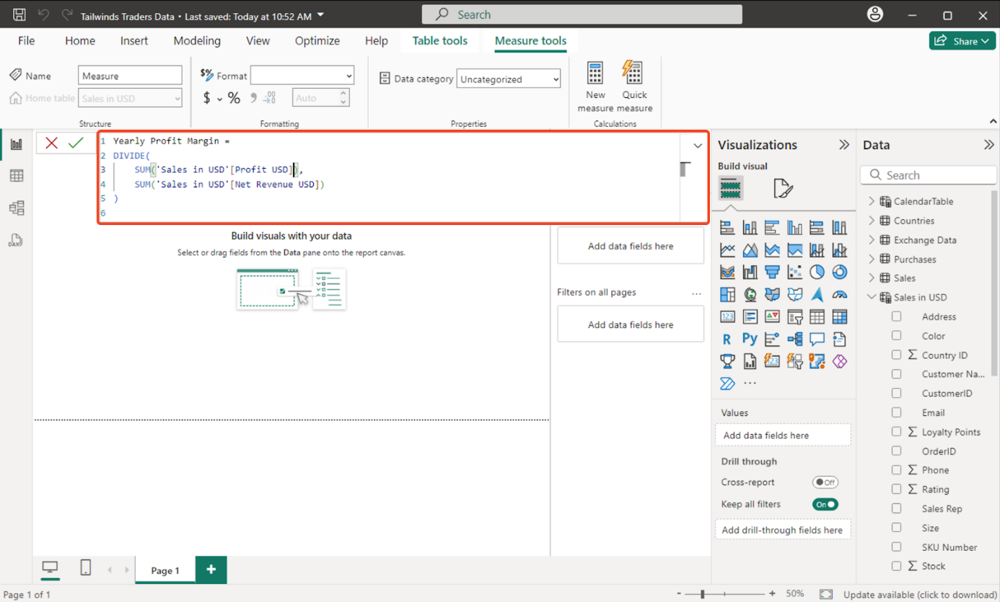 Tailwinds Traders Data • Last saved: Today at 10:52 AM
Search
File Home Insert Modeling View Optimize Help Table tools Measure tools
Share
Name Measure
Home table Sales in USD
Structure
$% Format
$ % 9 .00 Auto
Formatting
Data category Uncategorized
Properties
New measure
Quick measure
Calculations
1 Yearly Profit Margin =
2 DIVIDE(
3 SUM('Sales in USD'[Profit USD]),
4 SUM('Sales in USD'[Net Revenue USD])
5 )
6
Build visuals with your data
Select or drag fields from the Data pane onto the report canvas.
Add data fields here
Filters on all pages ...
Add data fields here
Visualizations
Build visual
123
R Py
123
...
Values
Add data fields here
Drill through
Cross-report Off
Keep all filters On
Add drill-through fields here
Data
Search
CalendarTable
Countries
Exchange Data
Purchases
Sales
Sales in USD
Address
Color
Σ Country ID
Customer Na...
CustomerID
Email
Σ Loyalty Points
OrderID
Σ Phone
Σ Rating
Sales Rep
Size
SKU Number
Σ Stock
DAX
Page 1 +
Page 1 of 1
- + 50% Update available (click to download)